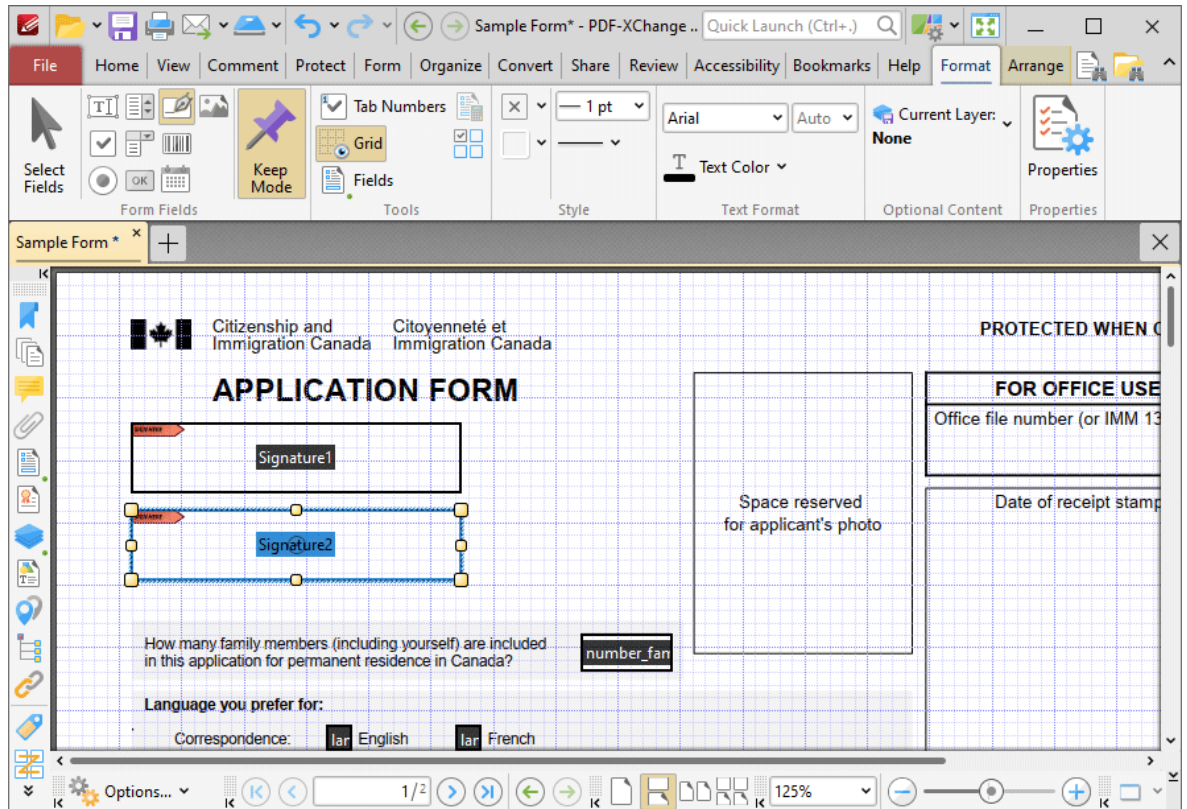 Sample Form* - PDF-XChange ..
Quick Launch (Ctrl+.)
File
Home
View
Comment
Protect
Form
Organize
Convert
Share
Review
Accessibility
Bookmarks
Help
Format
Arrange
Select
Fields
OK
Keep
Mode
Form Fields
Tab Numbers
Grid
Fields
Tools
1 pt
Style
Arial
Auto
Text Color
Text Format
Current Layer:
None
Optional Content
Properties
Properties
Sample Form *
Citizenship and
Immigration Canada
Citoyenneté et
Immigration Canada
PROTECTED WHEN
APPLICATION FORM
FOR OFFICE USE
Office file number (or IMM 13
Signature1
Signature2
Space reserved
for applicant's photo
Date of receipt stamp
How many family members (including yourself) are included
in this application for permanent residence in Canada?
number_fam
Language you prefer for:
Correspondence:
lar English
lar French
Options...
1/2
125%